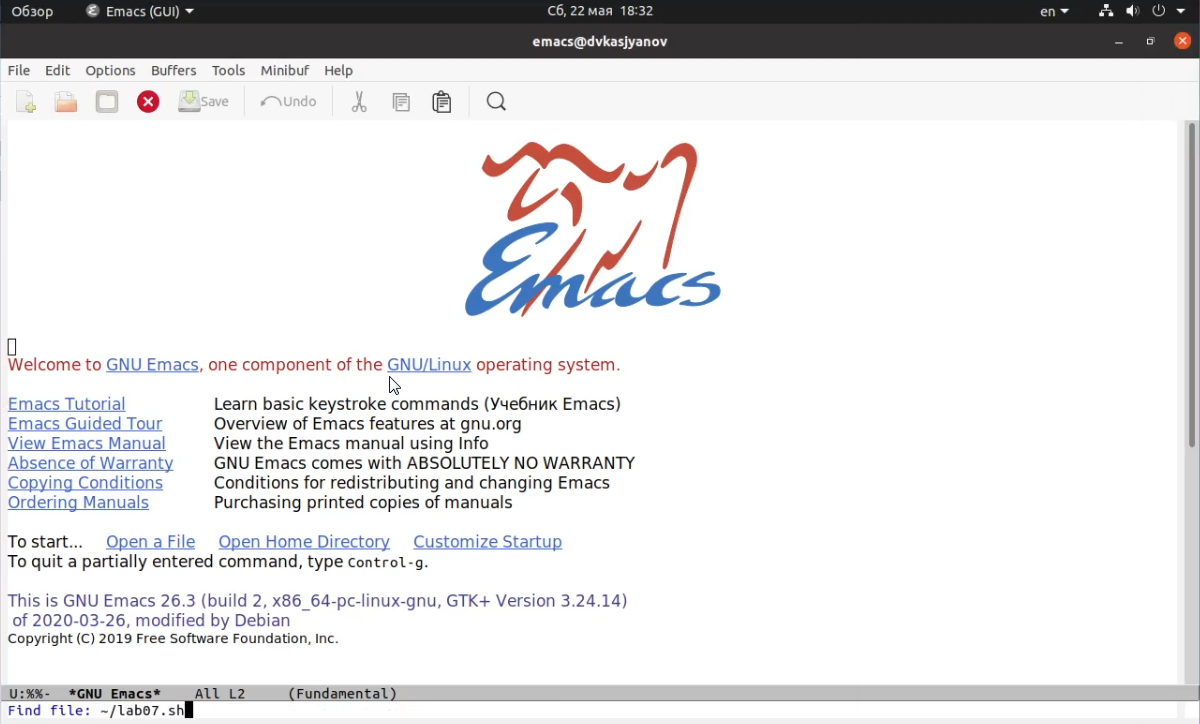 Обзор Emacs (GUI) Сб, 22 мая 18:32 en
emacs@dvkasjyanov
File Edit Options Buffers Tools Minibuf Help
Save Undo
Emacs
Welcome to GNU Emacs, one component of the GNU/Linux operating system.
Emacs Tutorial Learn basic keystroke commands (Учебник Emacs)
Emacs Guided Tour Overview of Emacs features at gnu.org
View Emacs Manual View the Emacs manual using Info
Absence of Warranty GNU Emacs comes with ABSOLUTELY NO WARRANTY
Copying Conditions Conditions for redistributing and changing Emacs
Ordering Manuals Purchasing printed copies of manuals
To start... Open a File Open Home Directory Customize Startup
To quit a partially entered command, type Control-g.
This is GNU Emacs 26.3 (build 2, x86_64-pc-linux-gnu, GTK+ Version 3.24.14)
of 2020-03-26, modified by Debian
Copyright (C) 2019 Free Software Foundation, Inc.
U:%%- *GNU Emacs* All L2 (Fundamental)
Find file: ~/lab07.sh